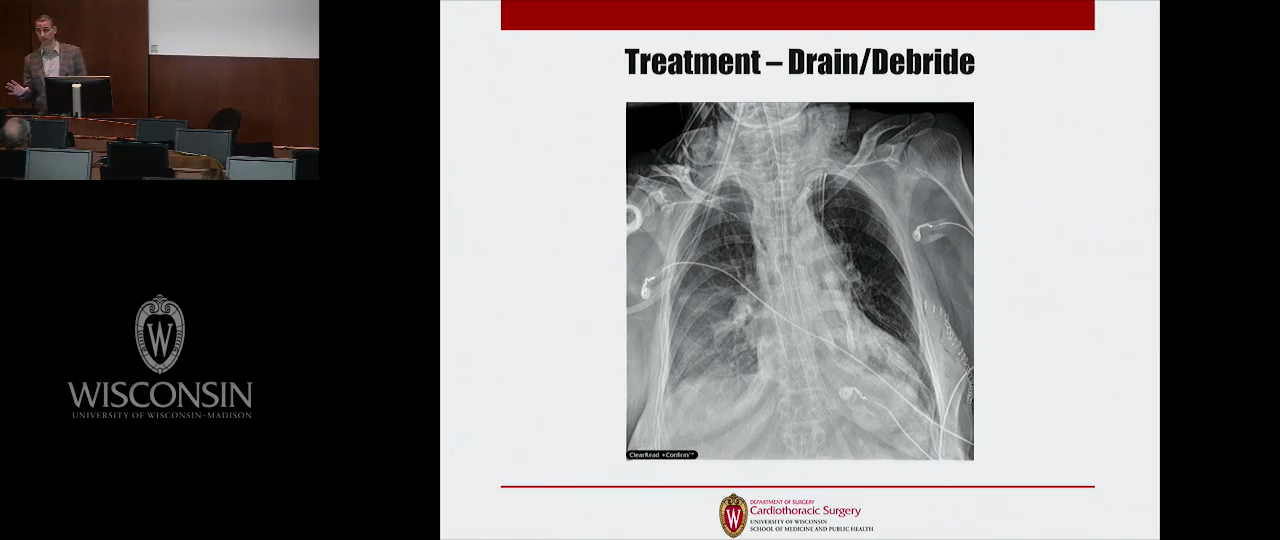 Treatment – Drain/Debride
ClearRead +Confirm™
W
WISCONSIN
UNIVERSITY OF WISCONSIN–MADISON
W
DEPARTMENT OF SURGERY
Cardiothoracic Surgery
UNIVERSITY OF WISCONSIN
SCHOOL OF MEDICINE AND PUBLIC HEALTH